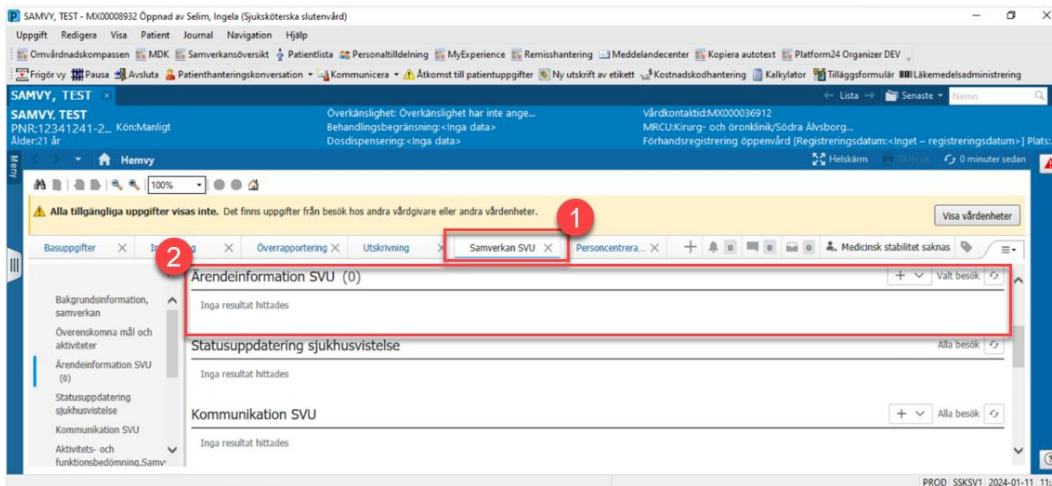 SAMVY, TEST - MX00008932 Öppnad av Selim, Ingela (Sjuksköterska slutenvård)
Uppgift Redigera Visa Patient Journal Navigation Hjälp
Omvårdnadskompassen MDK Samverkansöversikt Patientlista Personaltilldelning MyExperience Remisshantering Meddelandecenter Kopiera autotext Platform24 Organizer DEV
Frigör vy Pausa Avsluta Patienthanteringskonversation Kommunicera Åtkomst till patientuppgifter Ny utskrift av etikett Kostnadskodhantering Kalkylator Tilläggsformulär Läkemedelsadministrering
SAMVY, TEST Lista Senaste Namn
SAMVY, TEST Överkänslighet: Överkänslighet har inte ange... Vårdkontaktid:MX000036912
PNR:12341241-2... Kön:Manligt Behandlingsbegränsning:<Inga data> MRCU:Kirurg- och öronklinik/Södra Älvsborg...
Ålder:21 år Dosdispensering:<Inga data> Förhandsregistrering öppenvård [Registreringsdatum:<Inget – registreringsdatum>] Plats:
Meny Hemvy Helskärm Skriv ut 0 minuter sedan
100%
Alla tillgängliga uppgifter visas inte. Det finns uppgifter från besök hos andra vårdgivare eller andra vårdenheter. Visa vårdenheter
1
Basuppgifter Överrapportering Utskrivning Samverkan SVU Personcentrera... 0 0 0 Medicinsk stabilitet saknas
2
Ärendeinformation SVU (0) Valt besök
Inga resultat hittades
Statusuppdatering sjukhusvistelse Alla besök
Inga resultat hittades
Kommunikation SVU Alla besök
Inga resultat hittades
Bakgrundsinformation,
samverkan
Överenskomna mål och
aktiviteter
Ärendeinformation SVU
(0)
Statusuppdatering
sjukhusvistelse
Kommunikation SVU
Aktivitets- och
funktionsbedömning,Samv
PROD SSKSV1 2024-01-11 11: